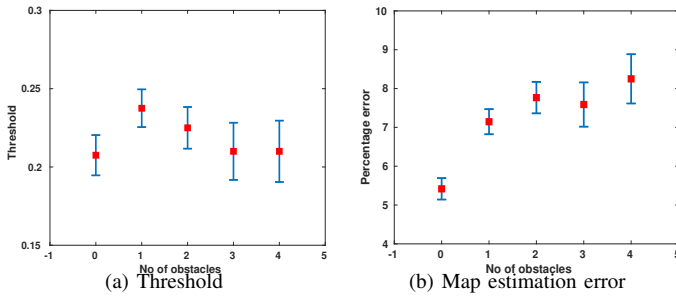 0.3
0.25
0.2
0.15
Threshold
-1 0 1 2 3 4 5
No of obstacles
(a) Threshold
10
9
8
7
6
5
4
Percentage error
-1 0 1 2 3 4 5
No of obstacles
(b) Map estimation error